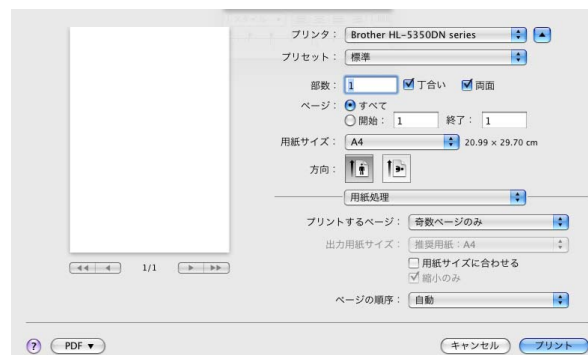 プリンタ： Brother HL-5350DN series
プリセット： 標準
部数： 1 丁合い 両面
ページ： すべて
開始： 1 終了： 1
用紙サイズ： A4 20.99 × 29.70 cm
方向：
用紙処理
プリントするページ： 奇数ページのみ
出力用紙サイズ： 推奨用紙：A4
用紙サイズに合わせる
縮小のみ
ページの順序： 自動
1/1
? PDF ▼ キャンセル プリント